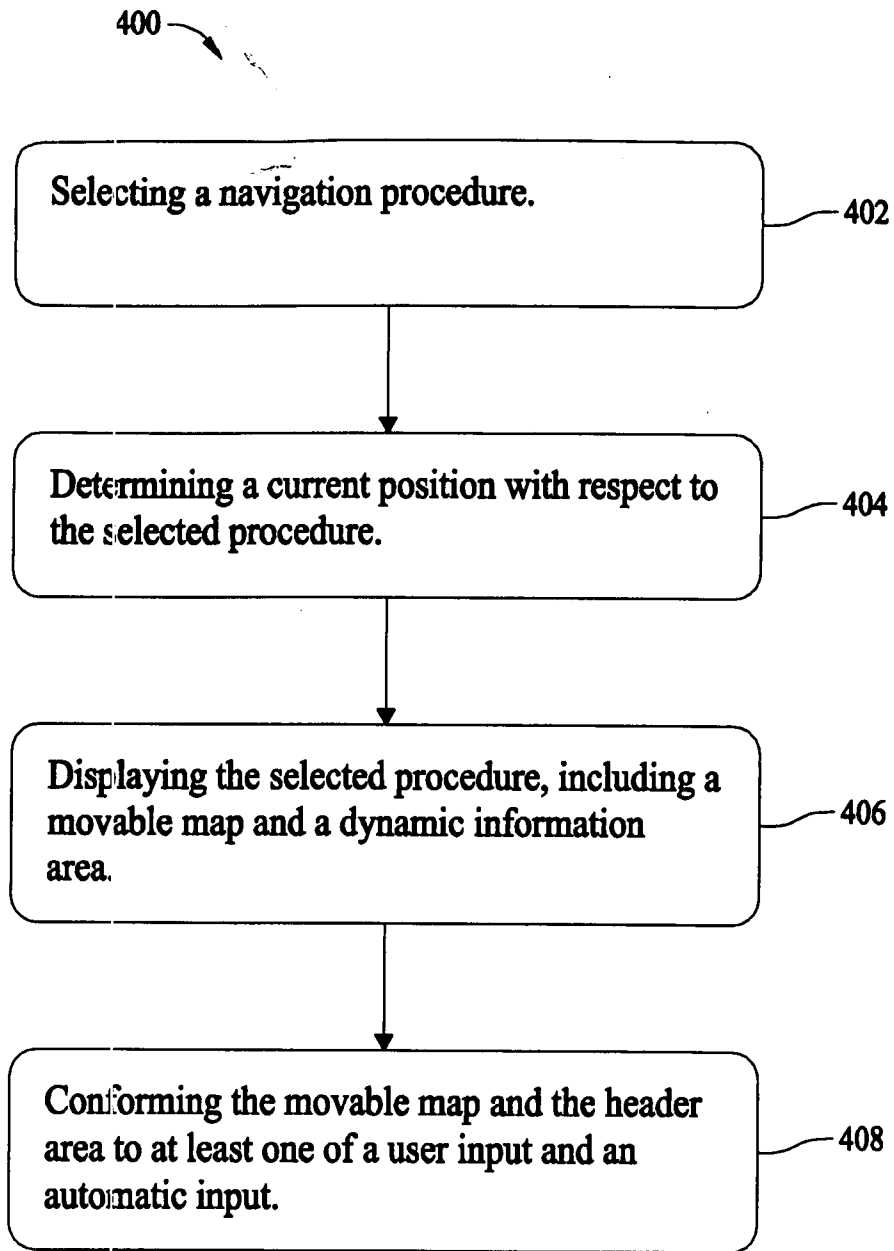 400
Selecting a navigation procedure.
402
Determining a current position with respect to
the selected procedure.
404
Displaying the selected procedure, including a
movable map and a dynamic information
area.
406
Conforming the movable map and the header
area to at least one of a user input and an
automatic input.
408